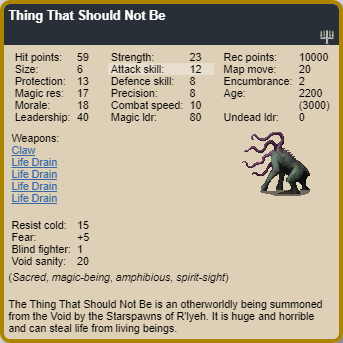 Thing That Should Not Be
Hit points: 59 Strength: 23 Rec points: 10000
Size: 6 Attack skill: 12 Map move: 20
Protection: 13 Defence skill: 8 Encumbrance: 2
Magic res: 17 Precision: 8 Age: 2200
Morale: 18 Combat speed: 10 (3000)
Leadership: 40 Magic ldr: 80 Undead ldr: 0
Weapons:
Claw
Life Drain
Life Drain
Life Drain
Life Drain
Resist cold: 15
Fear: +5
Blind fighter: 1
Void sanity: 20
(Sacred, magic-being, amphibious, spirit-sight)
The Thing That Should Not Be is an otherworldly being summoned
from the Void by the Starspawns of R'lyeh. It is huge and horrible
and can steal life from living beings.